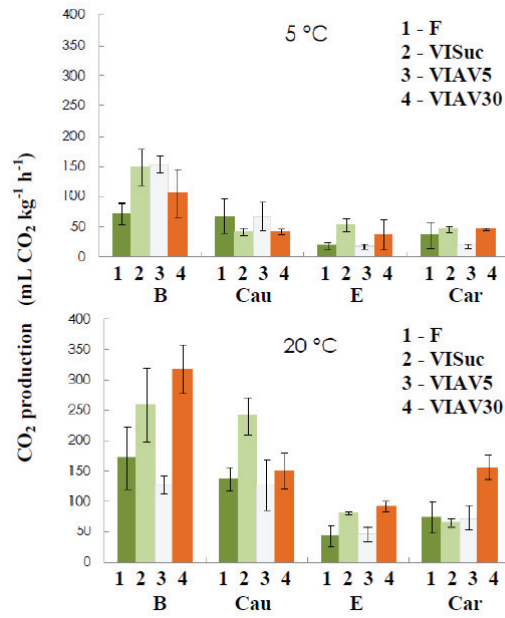 CO₂ production (mL CO₂ kg⁻¹ h⁻¹)
400
350
300
250
200
150
100
50
0
5 °C
1 - F
2 - VISuc
3 - VIAV5
4 - VIAV30
1 2 3 4 1 2 3 4 1 2 3 4 1 2 3 4
B Cau E Car
400
350
300
250
200
150
100
50
0
20 °C
1 - F
2 - VISuc
3 - VIAV5
4 - VIAV30
1 2 3 4 1 2 3 4 1 2 3 4 1 2 3 4
B Cau E Car